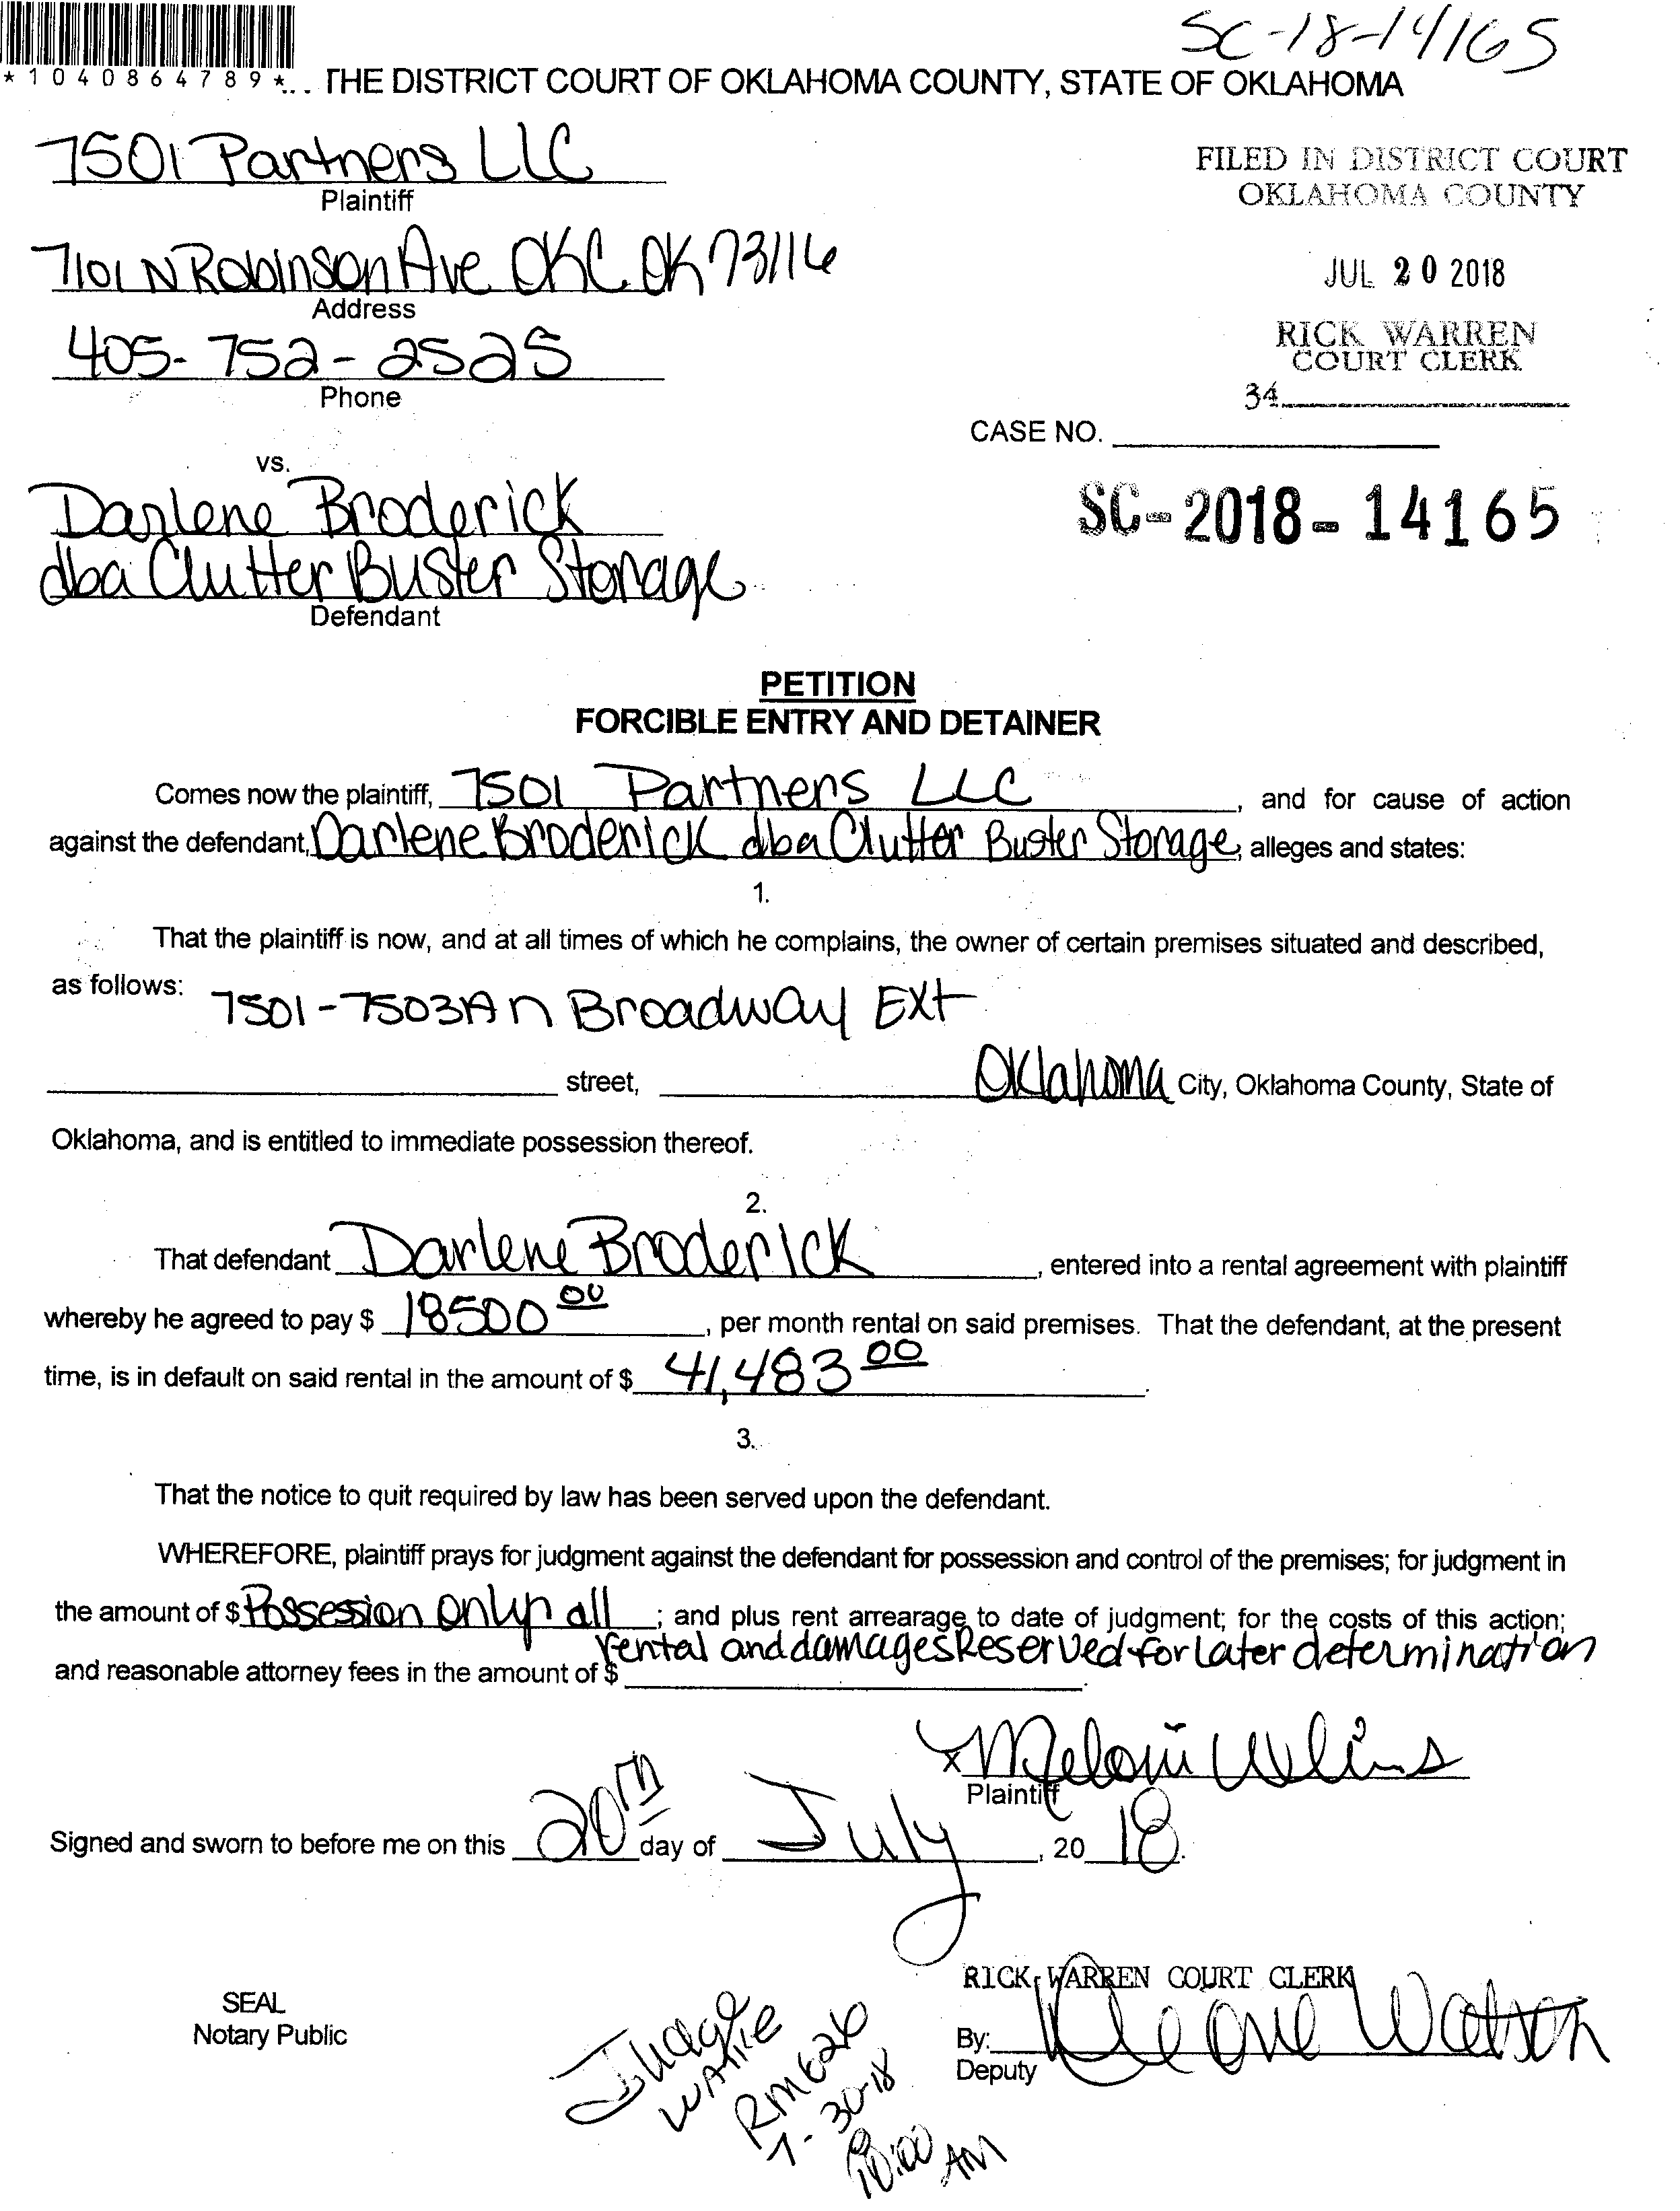 SC-18-14165
*1040864789*
THE DISTRICT COURT OF OKLAHOMA COUNTY, STATE OF OKLAHOMA
7501 Partners LLC
Plaintiff
FILED IN DISTRICT COURT
OKLAHOMA COUNTY
7101 N Robinson Ave OKC OK 73116
Address
JUL 20 2018
405-752-2525
Phone
RICK WARREN
COURT CLERK
34
CASE NO.
vs.
SC-2018-14165
Darlene Broderick
dba Clutter Buster Storage
Defendant
PETITION
FORCIBLE ENTRY AND DETAINER
Comes now the plaintiff, 7501 Partners LLC, and for cause of action
against the defendant, Darlene Broderick dba Clutter Buster Storage, alleges and states:
1.
That the plaintiff is now, and at all times of which he complains, the owner of certain premises situated and described,
as follows: 7501-7503A n Broadway Ext
street, Oklahoma City, Oklahoma County, State of
Oklahoma, and is entitled to immediate possession thereof.
2.
That defendant Darlene Broderick, entered into a rental agreement with plaintiff
whereby he agreed to pay $ 18500 00, per month rental on said premises. That the defendant, at the present
time, is in default on said rental in the amount of $ 41,483 00.
3.
That the notice to quit required by law has been served upon the defendant.
WHEREFORE, plaintiff prays for judgment against the defendant for possession and control of the premises; for judgment in
the amount of $ Possession only all; and plus rent arrearage to date of judgment; for the costs of this action;
rental and damages Reserved for Later determination
and reasonable attorney fees in the amount of $
x Meloni
Plaintiff
Signed and sworn to before me on this 20th day of July, 2018.
RICK WARREN COURT CLERK
SEAL
Notary Public
By: Watson
Deputy
Judge
RM 626
7-30-18
10:00 AM